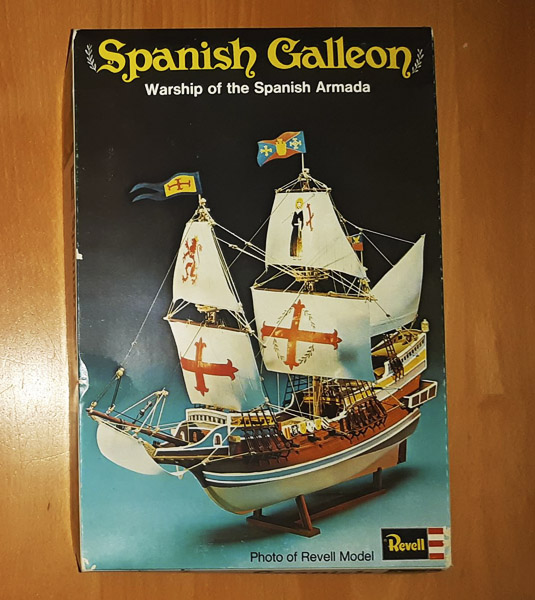 Spanish Galleon
Warship of the Spanish Armada
Photo of Revell Model
Revell